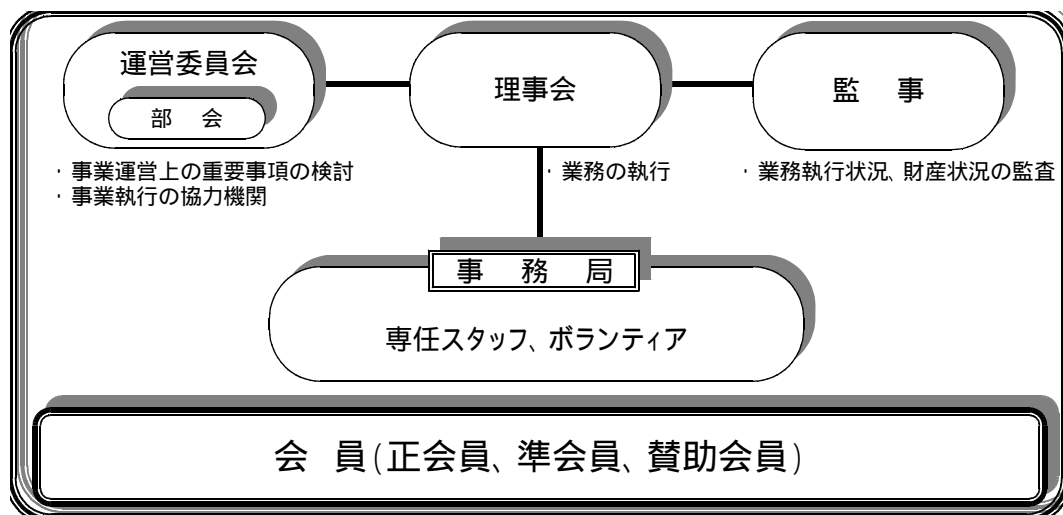 運営委員会
部 会
理事会
監 事
・事業運営上の重要事項の検討
・事業執行の協力機関
・業務の執行
・業務執行状況、財産状況の監査
事 務 局
専任スタッフ、ボランティア
会 員(正会員、準会員、賛助会員)